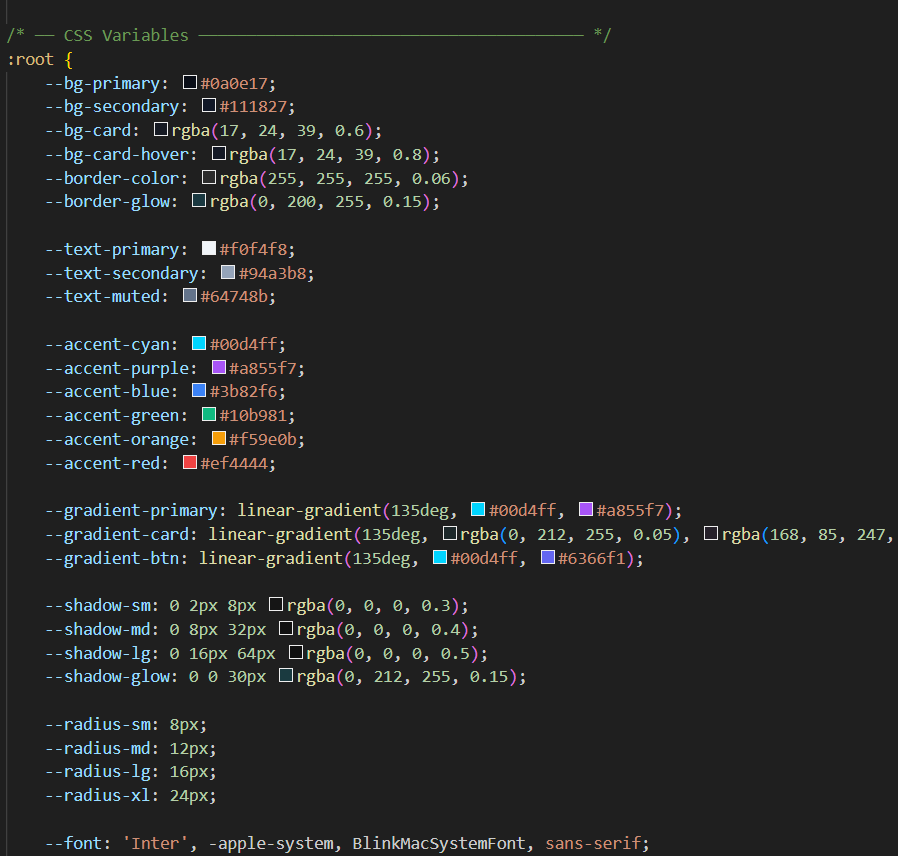 /* — CSS Variables ———————————————————— */
:root {
--bg-primary: #0a0e17;
--bg-secondary: #111827;
--bg-card: rgba(17, 24, 39, 0.6);
--bg-card-hover: rgba(17, 24, 39, 0.8);
--border-color: rgba(255, 255, 255, 0.06);
--border-glow: rgba(0, 200, 255, 0.15);
--text-primary: #f0f4f8;
--text-secondary: #94a3b8;
--text-muted: #64748b;
--accent-cyan: #00d4ff;
--accent-purple: #a855f7;
--accent-blue: #3b82f6;
--accent-green: #10b981;
--accent-orange: #f59e0b;
--accent-red: #ef4444;
--gradient-primary: linear-gradient(135deg, #00d4ff, #a855f7);
--gradient-card: linear-gradient(135deg, rgba(0, 212, 255, 0.05), rgba(168, 85, 247,
--gradient-btn: linear-gradient(135deg, #00d4ff, #6366f1);
--shadow-sm: 0 2px 8px rgba(0, 0, 0, 0.3);
--shadow-md: 0 8px 32px rgba(0, 0, 0, 0.4);
--shadow-lg: 0 16px 64px rgba(0, 0, 0, 0.5);
--shadow-glow: 0 0 30px rgba(0, 212, 255, 0.15);
--radius-sm: 8px;
--radius-md: 12px;
--radius-lg: 16px;
--radius-xl: 24px;
--font: 'Inter', -apple-system, BlinkMacSystemFont, sans-serif;